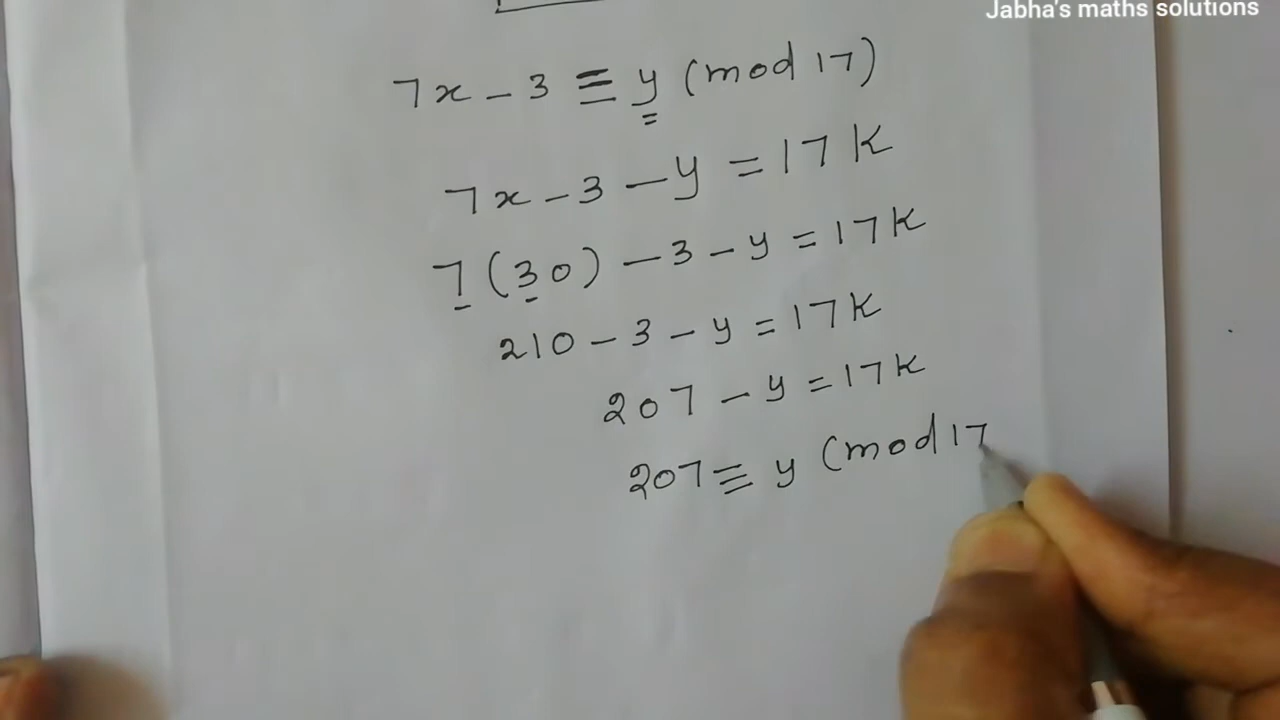 Jabha's maths solutions
7x - 3 ≡ y (mod 17)
7x - 3 - y = 17K
7(30) - 3 - y = 17K
210 - 3 - y = 17K
207 - y = 17K
207 ≡ y (mod 17